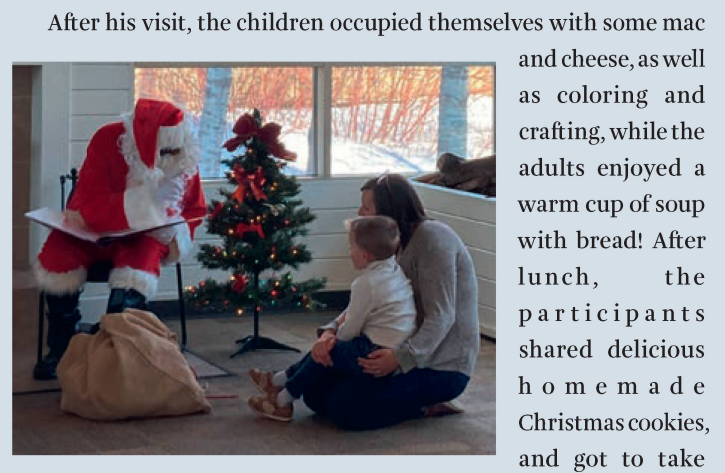 After his visit, the children occupied themselves with some mac
and cheese, as well
as coloring and
crafting, while the
adults enjoyed a
warm cup of soup
with bread! After
lunch, the
participants
shared delicious
homemade
Christmas cookies,
and got to take